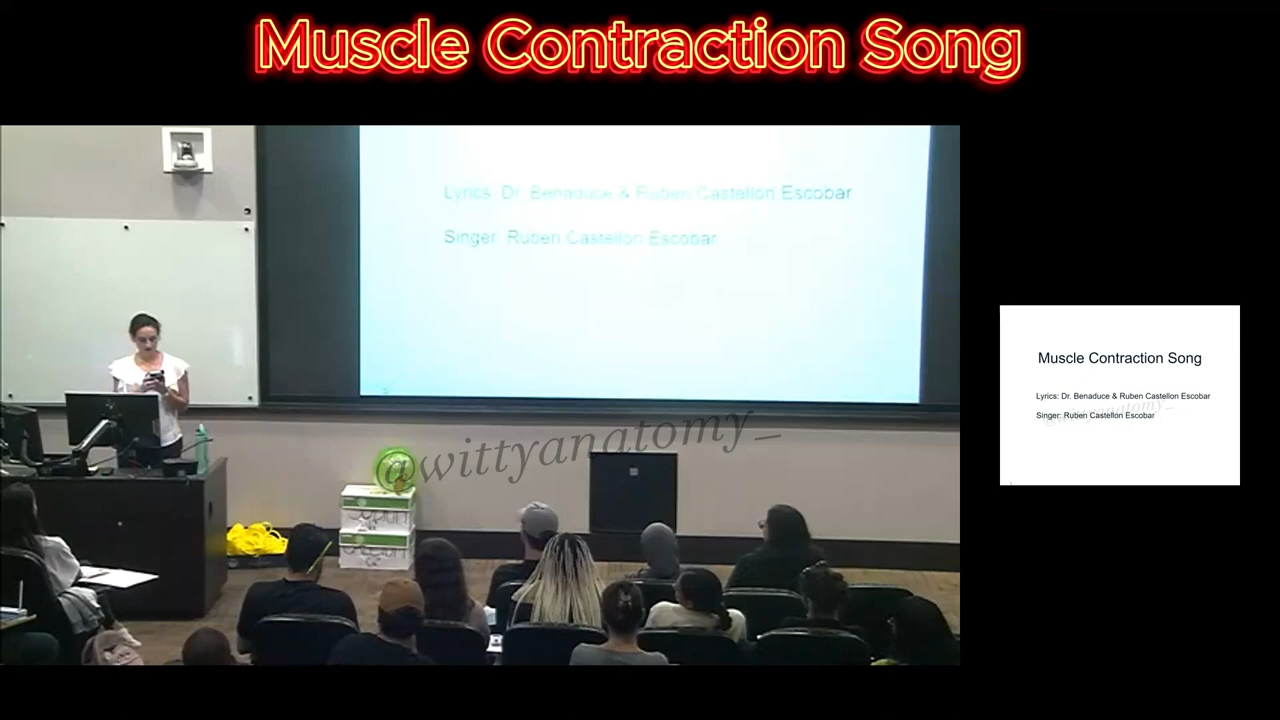 Muscle Contraction Song
Lyrics: Dr. Benaduce & Ruben Castellon Escobar
Singer: Ruben Castellon Escobar
@wittyanatomy_
Muscle Contraction Song
Lyrics: Dr. Benaduce & Ruben Castellon Escobar
Singer: Ruben Castellon Escobar
@wittyanatomy_